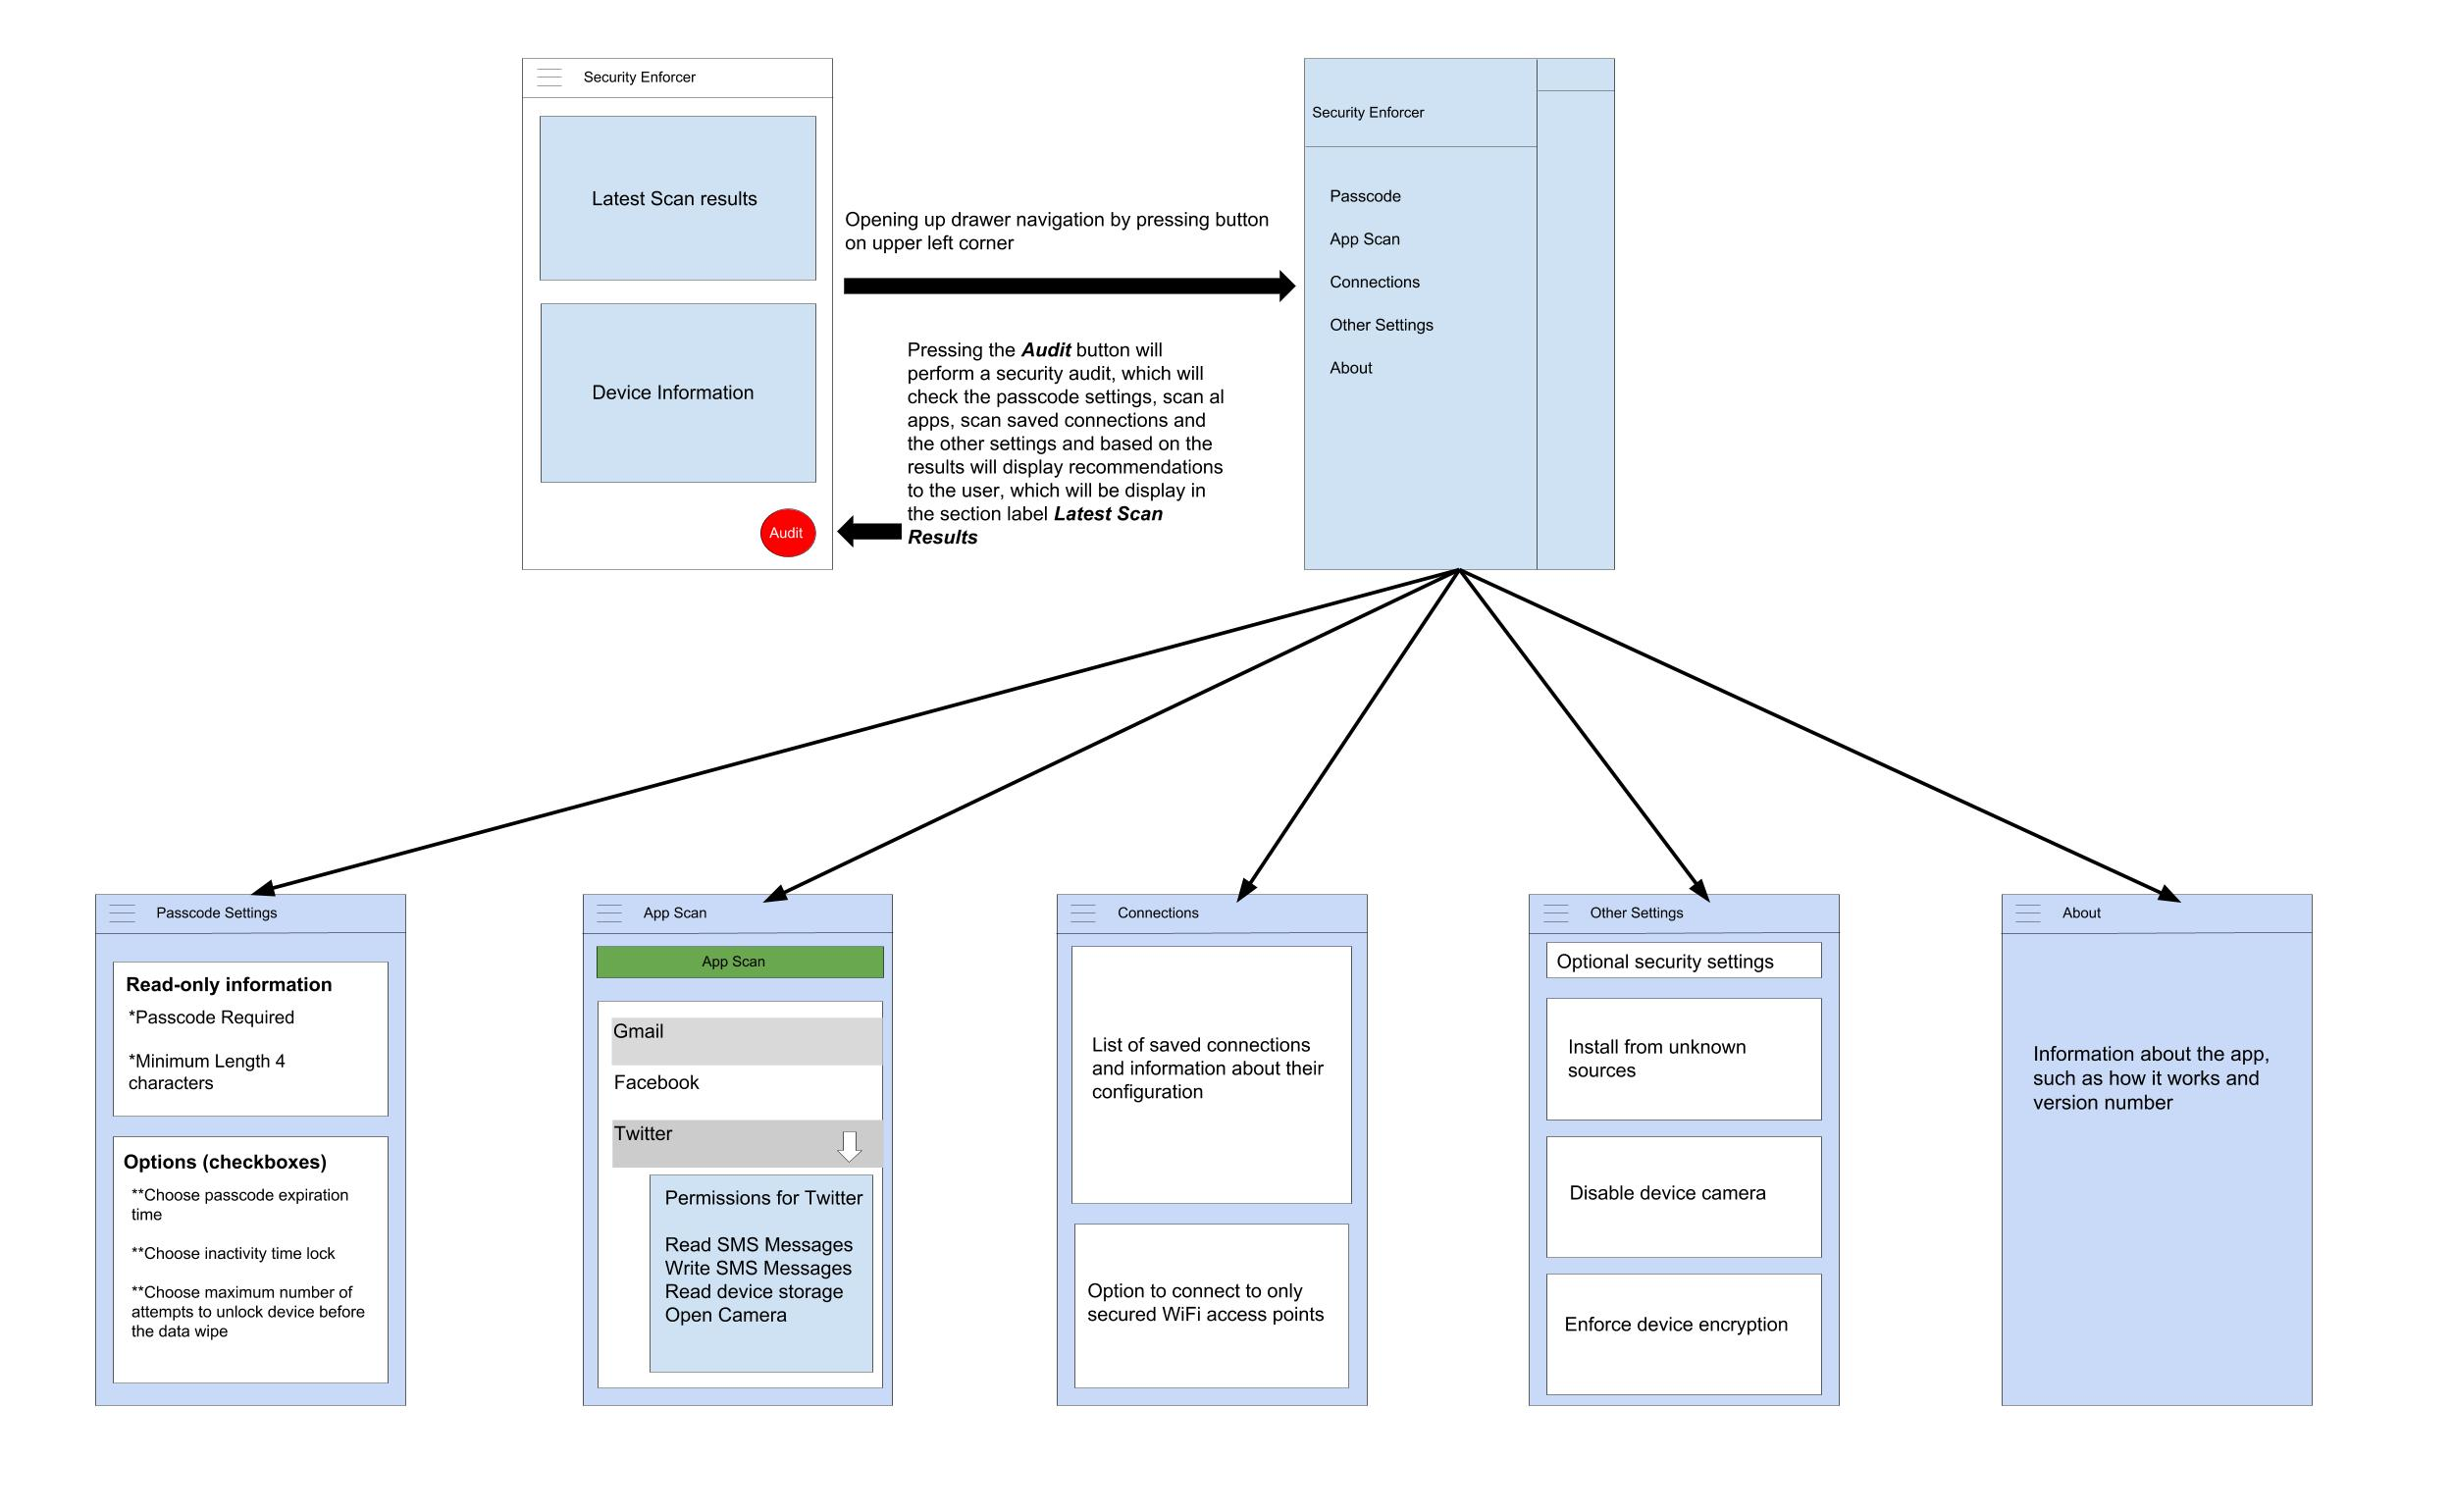 Security Enforcer
Latest Scan results
Device Information
Audit
Opening up drawer navigation by pressing button
on upper left corner
Pressing the Audit button will
perform a security audit, which will
check the passcode settings, scan al
apps, scan saved connections and
the other settings and based on the
results will display recommendations
to the user, which will be display in
the section label Latest Scan
Results
Security Enforcer
Passcode
App Scan
Connections
Other Settings
About
Passcode Settings
Read-only information
*Passcode Required
*Minimum Length 4
characters
Options (checkboxes)
**Choose passcode expiration
time
**Choose inactivity time lock
**Choose maximum number of
attempts to unlock device before
the data wipe
App Scan
App Scan
Gmail
Facebook
Twitter
Permissions for Twitter
Read SMS Messages
Write SMS Messages
Read device storage
Open Camera
Connections
List of saved connections
and information about their
configuration
Option to connect to only
secured WiFi access points
Other Settings
Optional security settings
Install from unknown
sources
Disable device camera
Enforce device encryption
About
Information about the app,
such as how it works and
version number